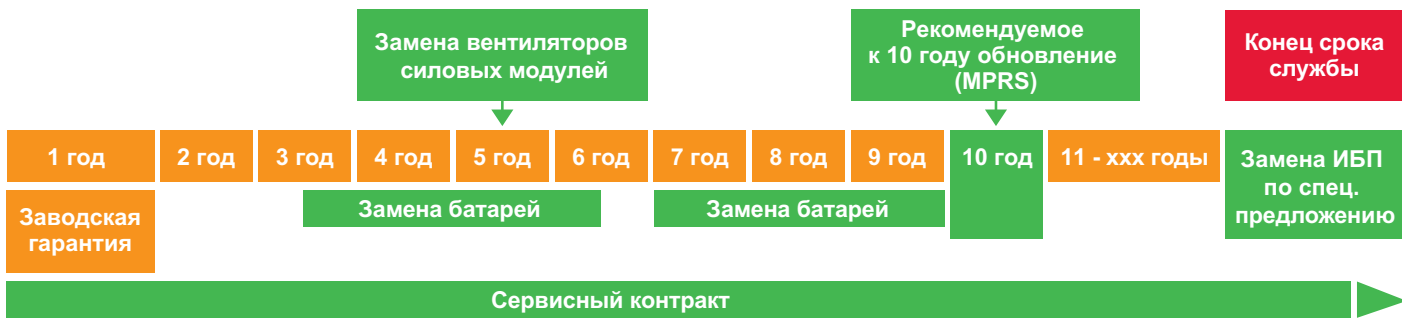 Замена вентиляторов
силовых модулей
Рекомендуемое
к 10 году обновление
(MPRS)
Конец срока
службы
1 год
2 год
3 год
4 год
5 год
6 год
7 год
8 год
9 год
10 год
11 - xxx годы
Замена ИБП
по спец.
предложению
Заводская
гарантия
Замена батарей
Замена батарей
Сервисный контракт